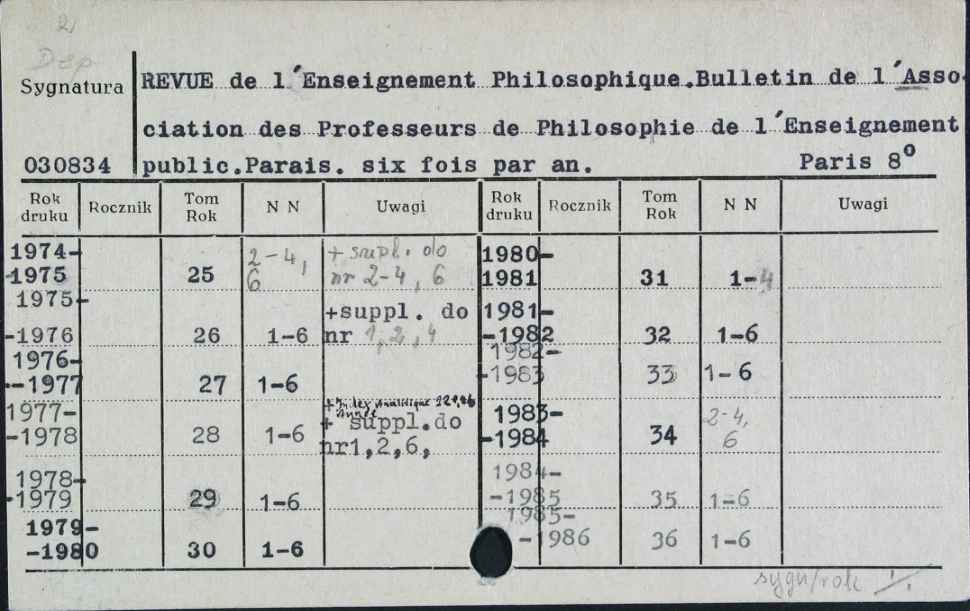 2
Dep
Sygnatura
REVUE de l'Enseignement Philosophique.Bulletin de l'Asso-
ciation des Professeurs de Philosophie de l'Enseignement
030834
public.Parais. six fois par an. Paris 8°
Rok druku Rocznik Tom Rok N N Uwagi Rok druku Rocznik Tom Rok N N Uwagi
1974-
-1975 25 2-4, 6 + supl. do nr 2-4, 6
1975-
-1976 26 1-6 +suppl. do nr 1,2,4
1976-
-1977 27 1-6
1977-
-1978 28 1-6 + Index Année
+ suppl.do
nr1,2,6,
1978-
-1979 29 1-6
1979-
-1980 30 1-6
1980-
1981 31 1-4
1981-
-1982 32 1-6
1982-
-1983 33 1-6
1983-
-1984 34 2-4, 6
1984-
-1985 35 1-6
1985-
-1986 36 1-6
sygn/rok 1/.